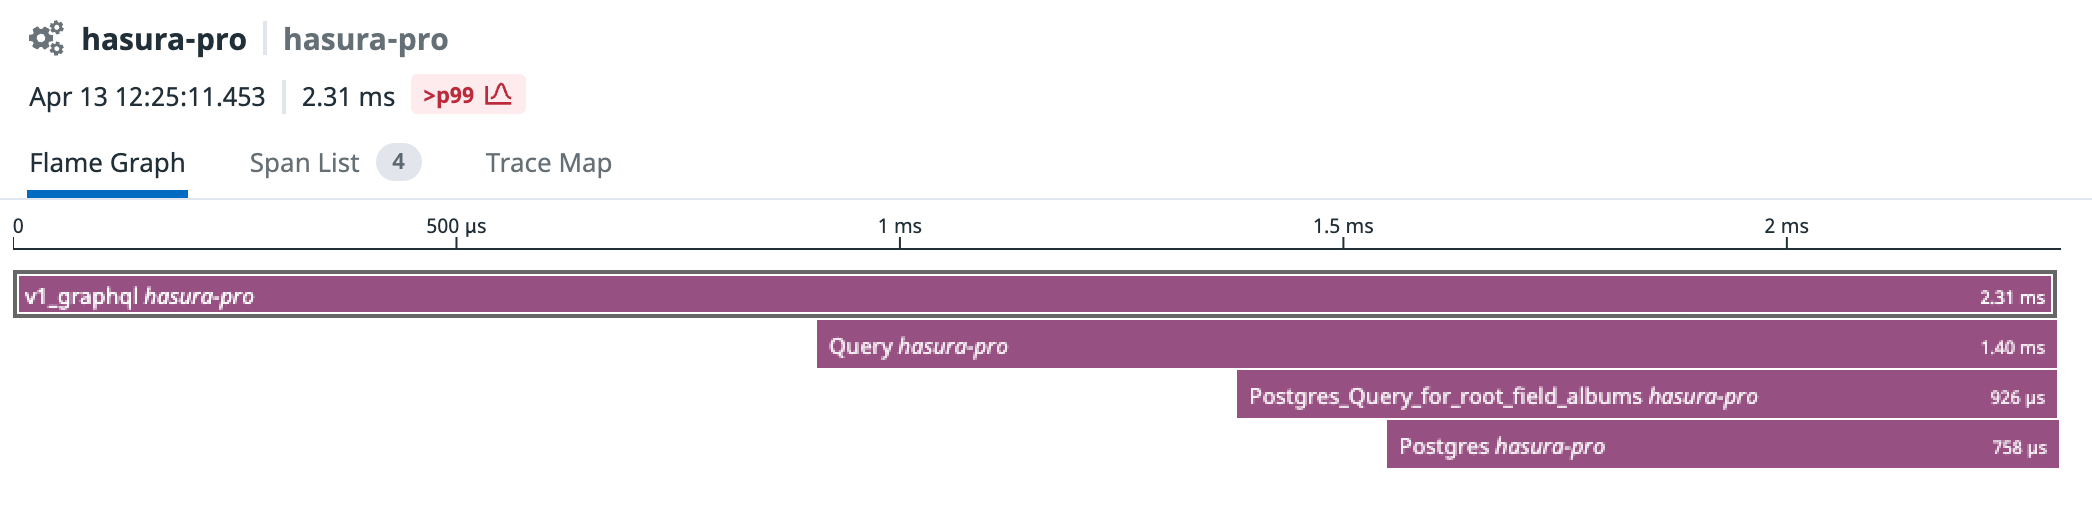 hasura-pro | hasura-pro
Apr 13 12:25:11.453 | 2.31 ms >p99
Flame Graph Span List 4 Trace Map
0 500 µs 1 ms 1.5 ms 2 ms
v1_graphql hasura-pro 2.31 ms
Query hasura-pro 1.40 ms
Postgres_Query_for_root_field_albums hasura-pro 926 µs
Postgres hasura-pro 758 µs